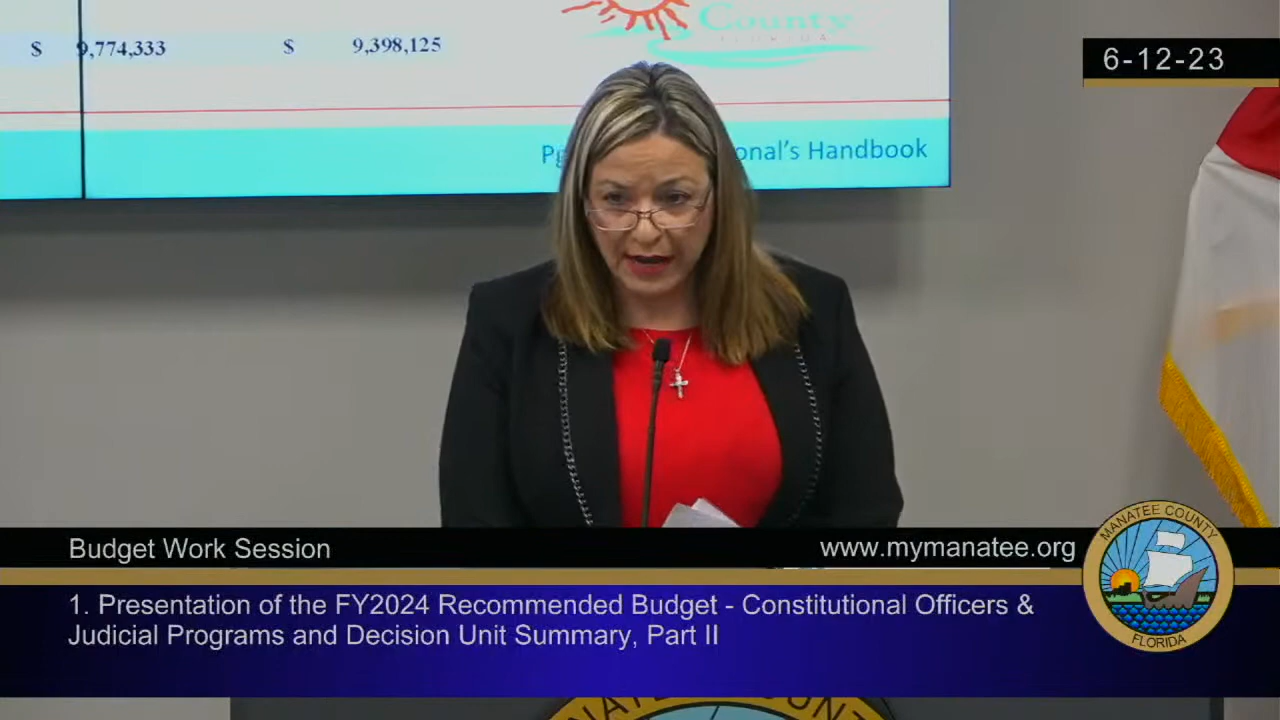 $ 9,774,333 $ 9,398,125
County
6-12-23
onal's Handbook
Budget Work Session
www.mymanatee.org
1. Presentation of the FY2024 Recommended Budget - Constitutional Officers &
Judicial Programs and Decision Unit Summary, Part II
MANATEE COUNTY
FLORIDA